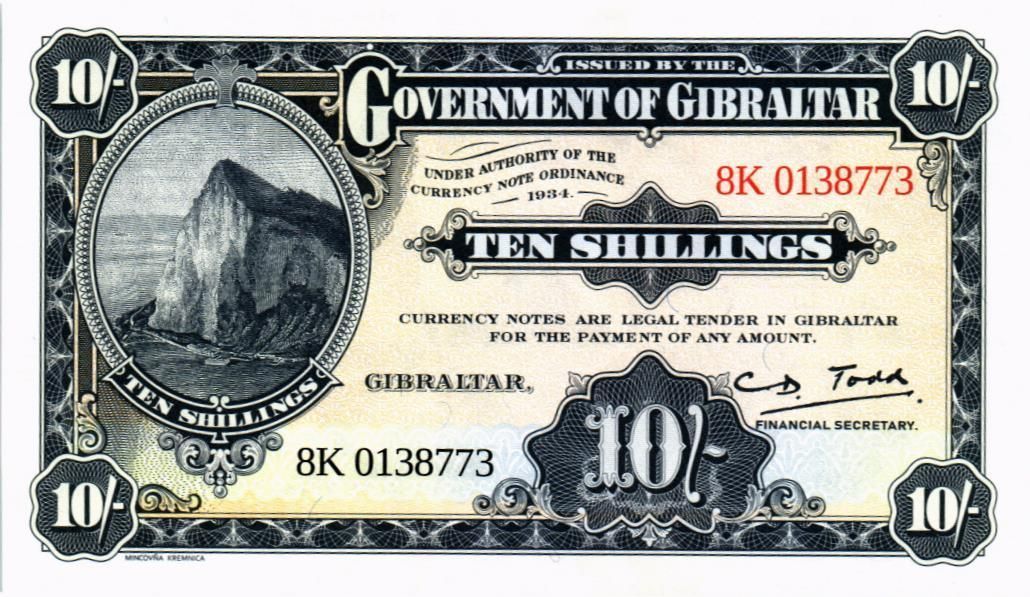 10/-
ISSUED BY THE
10/-
GOVERNMENT OF GIBRALTAR
UNDER AUTHORITY OF THE
CURRENCY NOTE ORDINANCE
1934.
8K 0138773
TEN SHILLINGS
CURRENCY NOTES ARE LEGAL TENDER IN GIBRALTAR
FOR THE PAYMENT OF ANY AMOUNT.
TEN SHILLINGS
GIBRALTAR,
C D. Todd.
FINANCIAL SECRETARY.
10/-
8K 0138773
10/-
10/-
MINCOVŇA KREMNICA